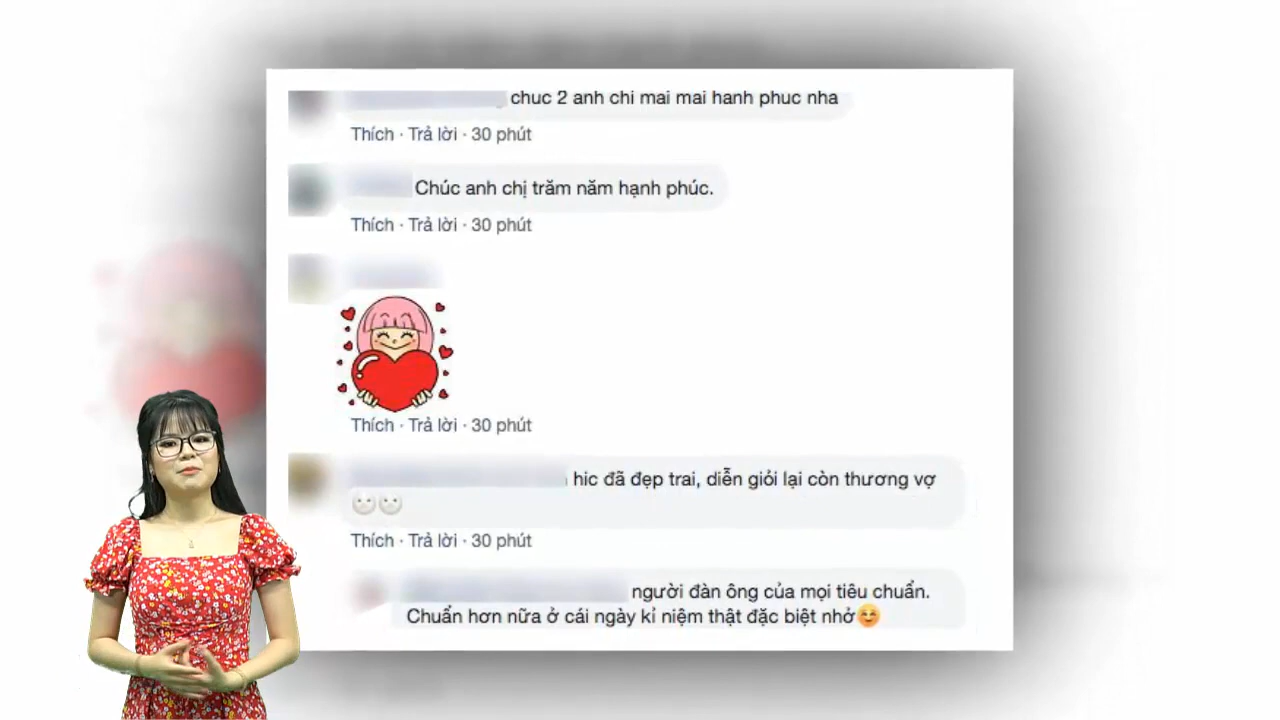 chuc 2 anh chi mai mai hanh phuc nha
Thích · Trả lời · 30 phút
Chúc anh chị trăm năm hạnh phúc.
Thích · Trả lời · 30 phút
Thích · Trả lời · 30 phút
hic đã đẹp trai, diễn giỏi lại còn thương vợ
Thích · Trả lời · 30 phút
người đàn ông của mọi tiêu chuẩn.
Chuẩn hơn nữa ở cái ngày kỉ niệm thật đặc biệt nhở